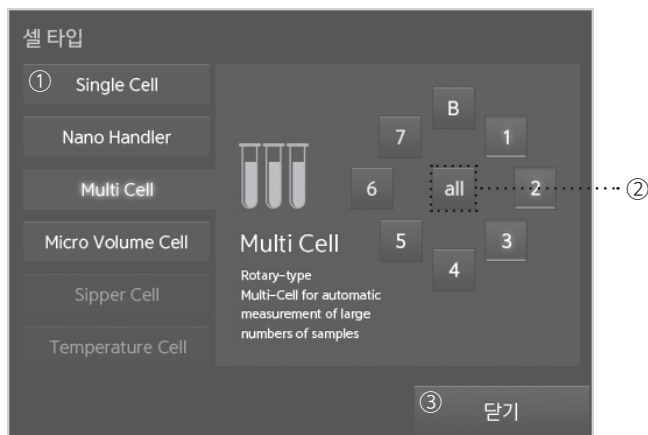 셀 타입
① Single Cell
Nano Handler
Multi Cell
Micro Volume Cell
Sipper Cell
Temperature Cell
B
7
1
6
all
2
②
5
3
4
Multi Cell
Rotary-type
Multi-Cell for automatic
measurement of large
numbers of samples
③ 닫기